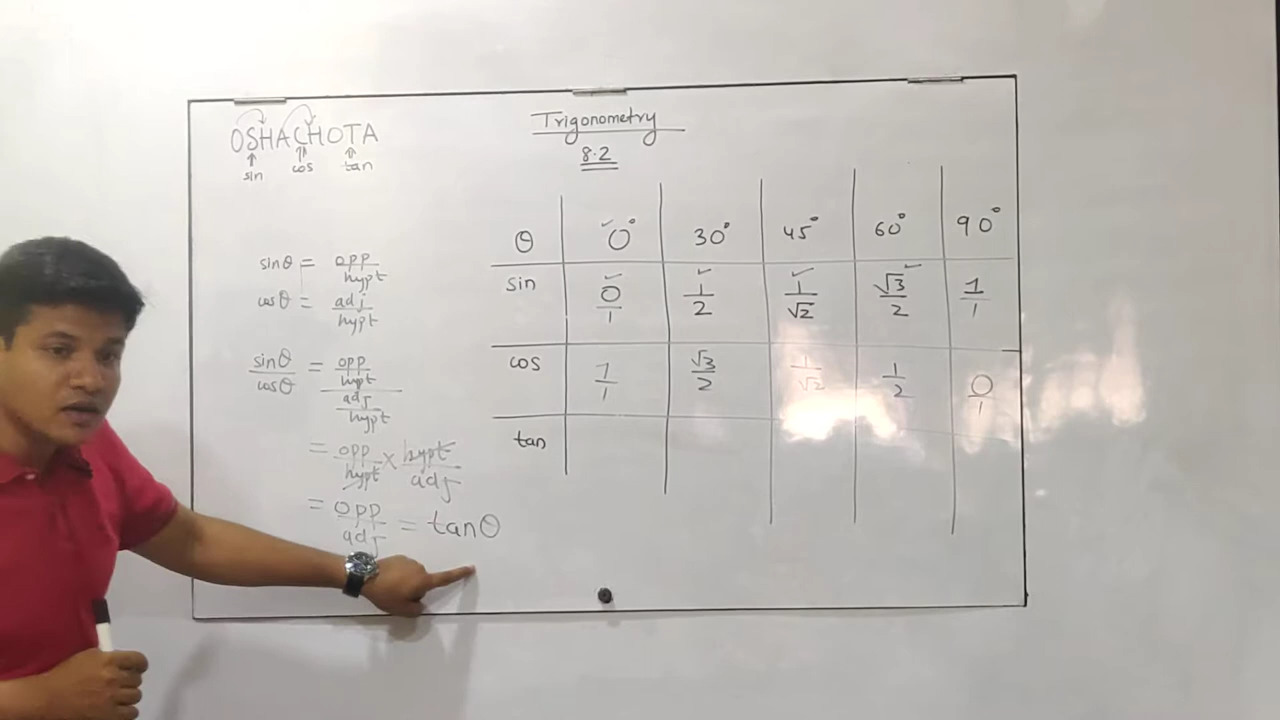 OSHACHOTA
sin cos tan
Trigonometry
8.2
sinθ = opp/hypt
cosθ = adj/hypt
sinθ/cosθ = opp/hypt / adj/hypt
= opp/hypt × hypt/adj
= opp/adj = tanθ
θ 0° 30° 45° 60° 90°
sin 0/1 1/2 1/√2 √3/2 1/1
cos 1/1 √3/2 1/√2 1/2 0/1
tan